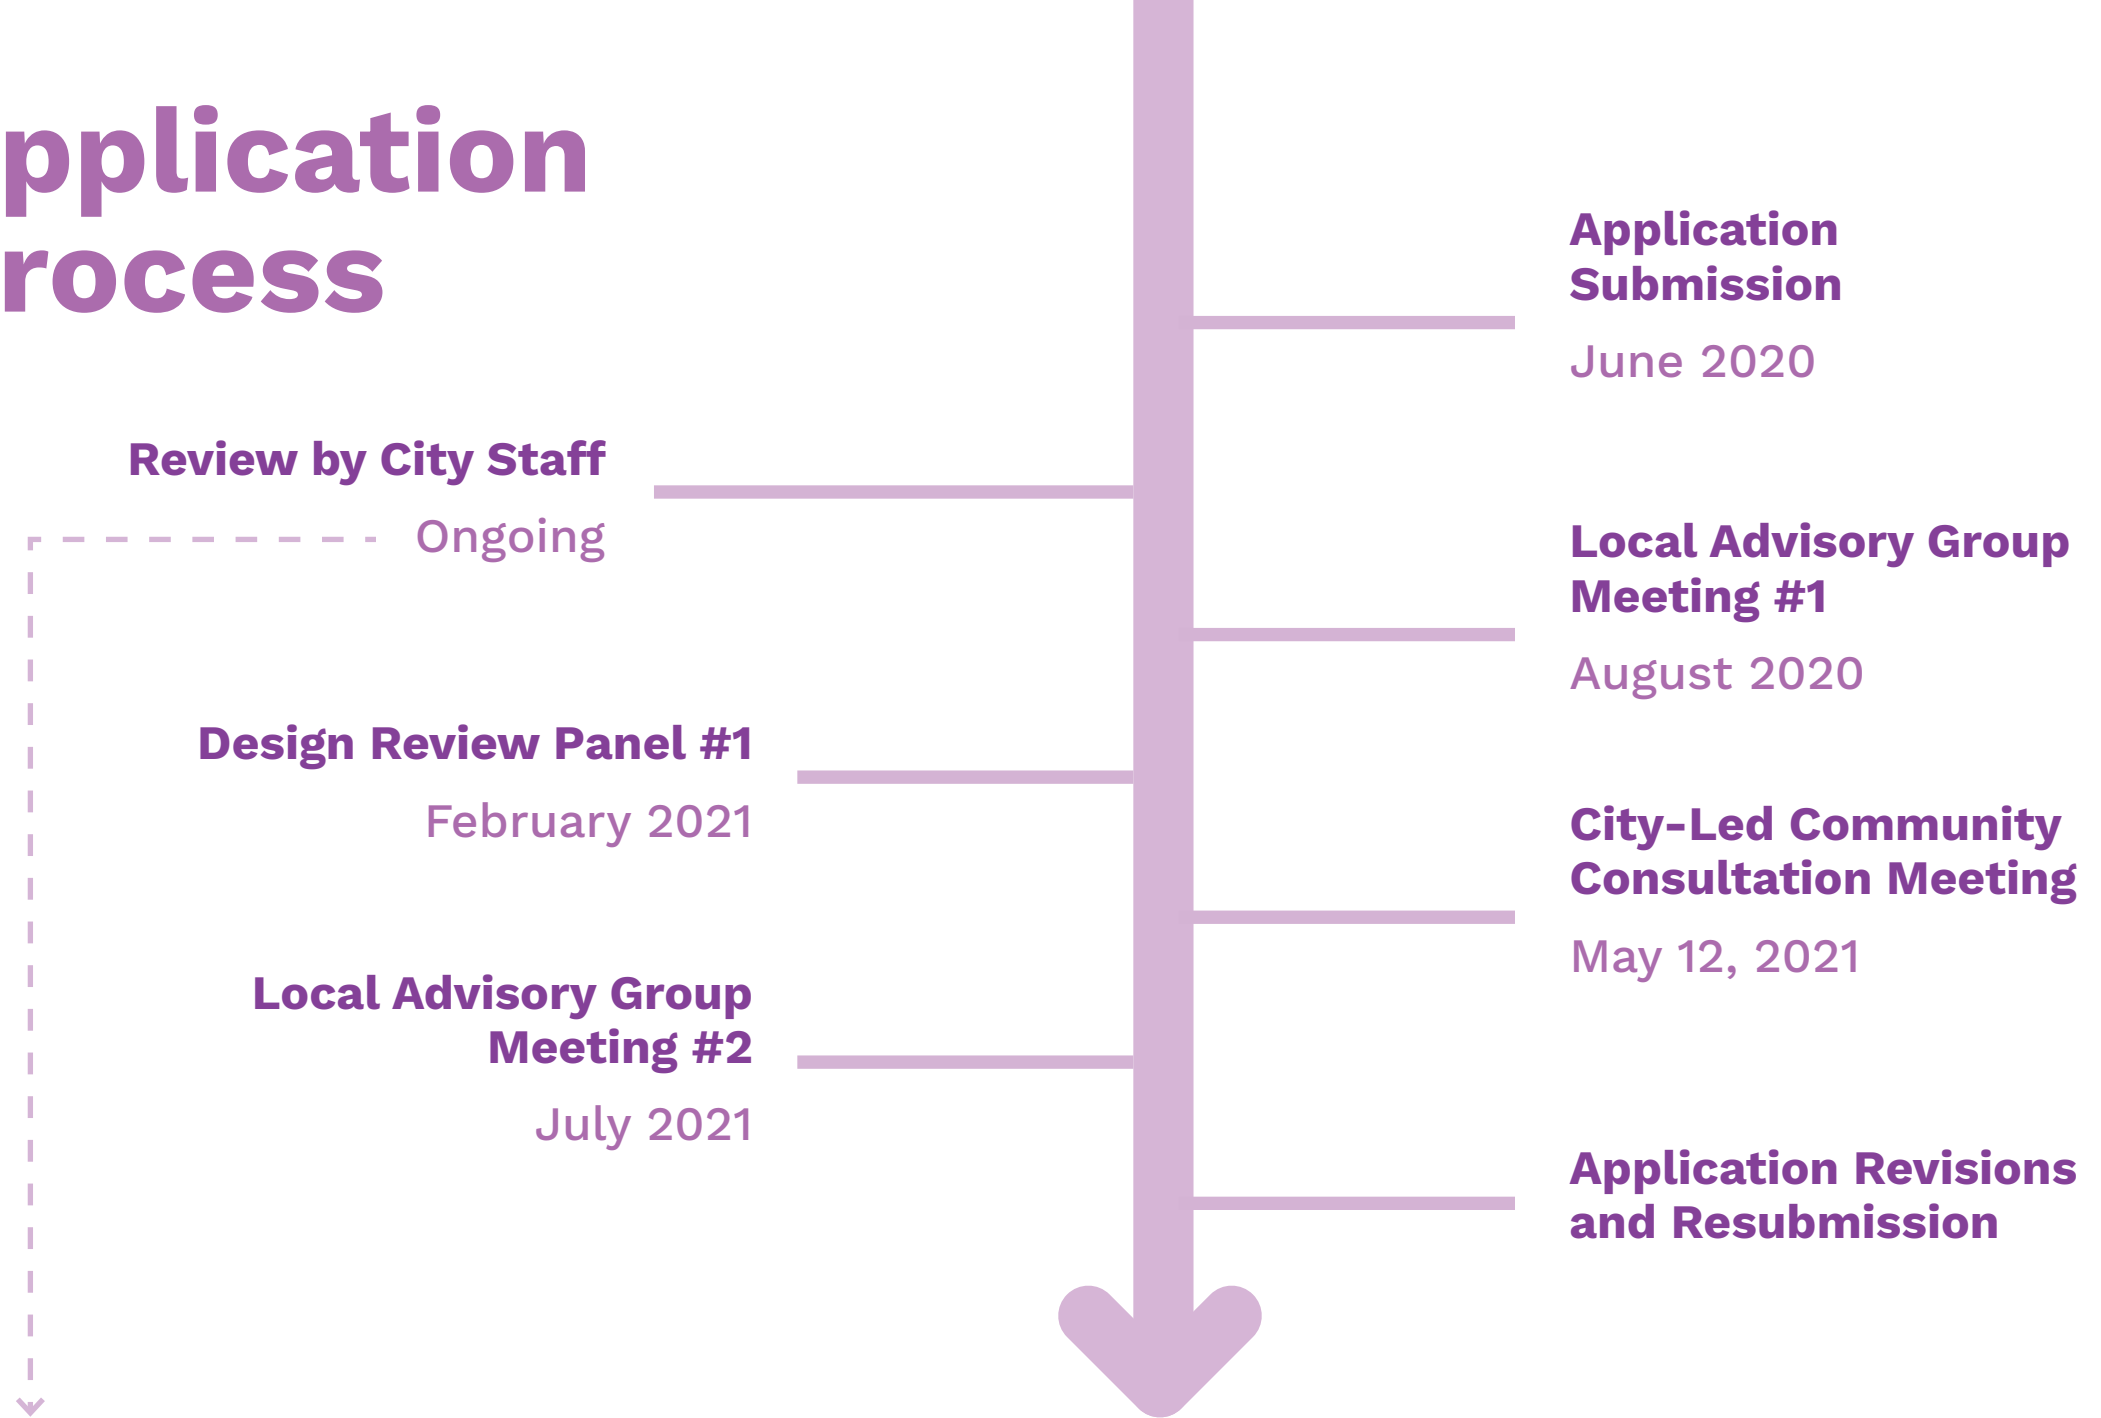 pplication
rocess
Application
Submission
June 2020
Review by City Staff
Ongoing
Local Advisory Group
Meeting #1
August 2020
Design Review Panel #1
February 2021
City-Led Community
Consultation Meeting
May 12, 2021
Local Advisory Group
Meeting #2
July 2021
Application Revisions
and Resubmission